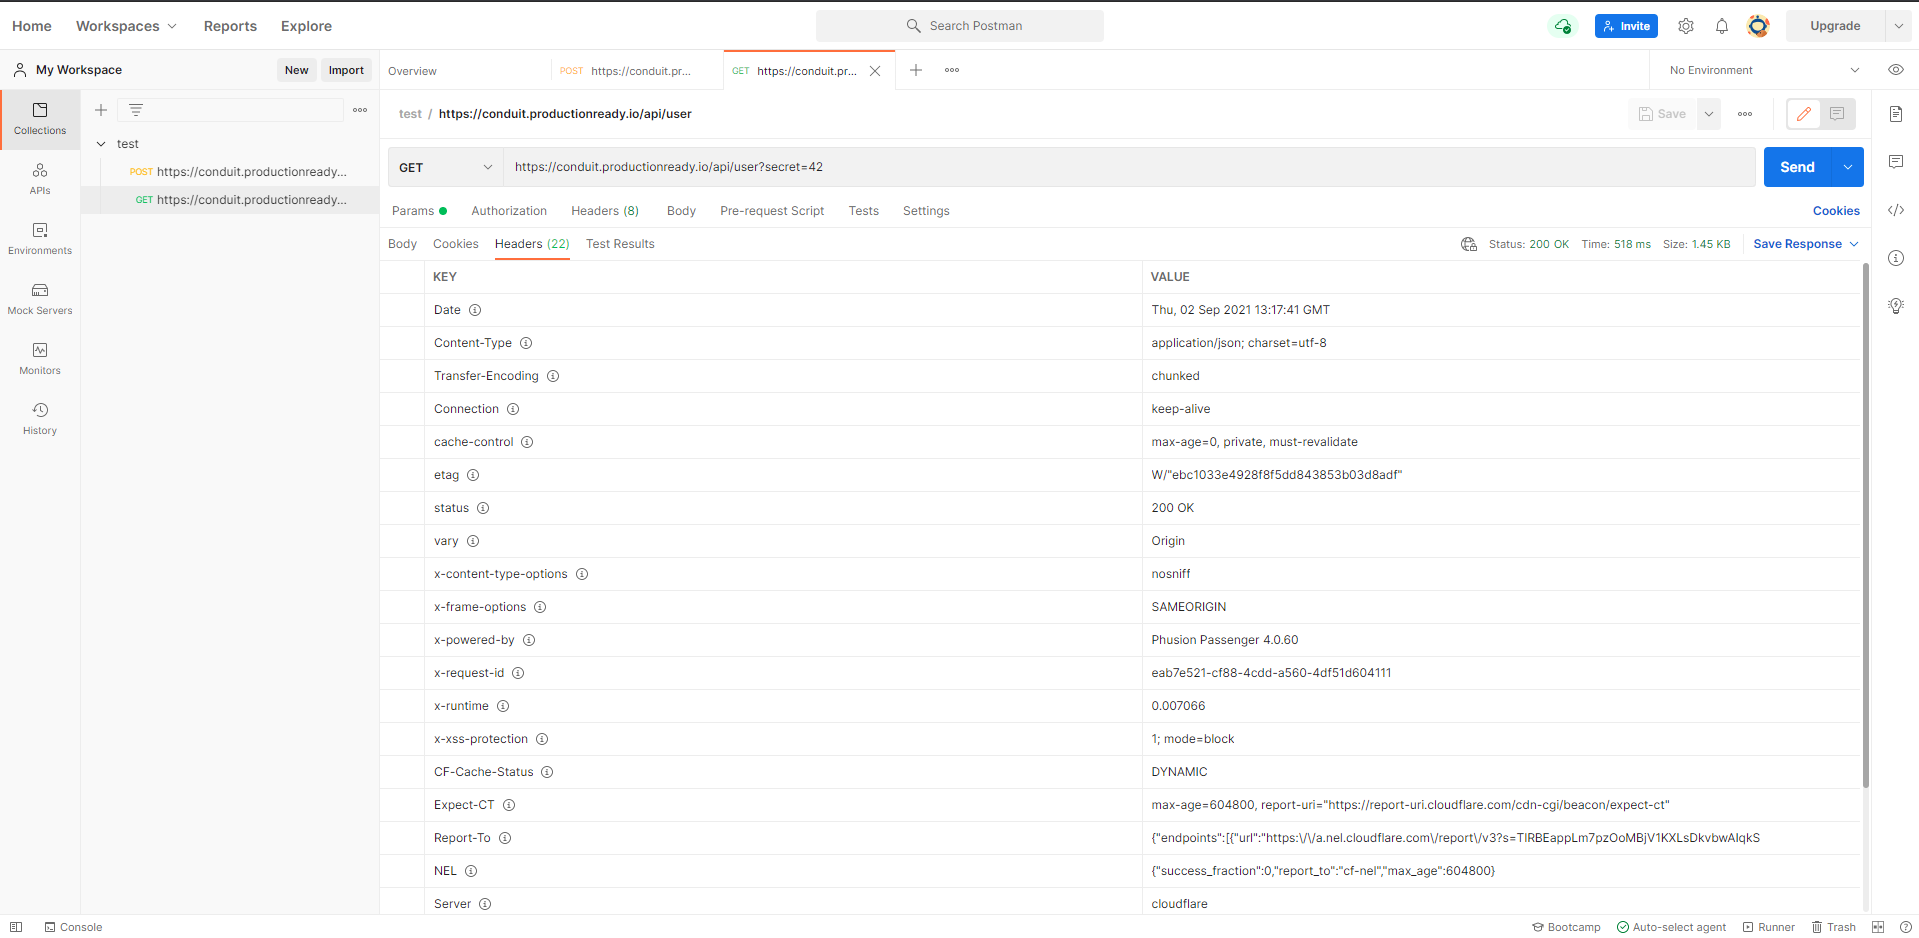 Home Workspaces Reports Explore Search Postman Invite Upgrade
My Workspace New Import Overview POST https://conduit.pr... GET https://conduit.pr... No Environment
Collections
APIs
Environments
Mock Servers
Monitors
History
test
POST https://conduit.productionready...
GET https://conduit.productionready...
test / https://conduit.productionready.io/api/user Save
GET https://conduit.productionready.io/api/user?secret=42 Send
Params Authorization Headers (8) Body Pre-request Script Tests Settings Cookies
Body Cookies Headers (22) Test Results Status: 200 OK Time: 518 ms Size: 1.45 KB Save Response
KEY VALUE
Date Thu, 02 Sep 2021 13:17:41 GMT
Content-Type application/json; charset=utf-8
Transfer-Encoding chunked
Connection keep-alive
cache-control max-age=0, private, must-revalidate
etag W/"ebc1033e4928f8f5dd843853b03d8adf"
status 200 OK
vary Origin
x-content-type-options nosniff
x-frame-options SAMEORIGIN
x-powered-by Phusion Passenger 4.0.60
x-request-id eab7e521-cf88-4cdd-a560-4df51d604111
x-runtime 0.007066
x-xss-protection 1; mode=block
CF-Cache-Status DYNAMIC
Expect-CT max-age=604800, report-uri="https://report-uri.cloudflare.com/cdn-cgi/beacon/expect-ct"
Report-To {"endpoints":[{"url":"https:\/\/a.nel.cloudflare.com\/report\/v3?s=TIRBEappLm7pzOoMBjV1KXLsDkvbwAIqkS
NEL {"success_fraction":0,"report_to":"cf-nel","max_age":604800}
Server cloudflare
Console Bootcamp Auto-select agent Runner Trash